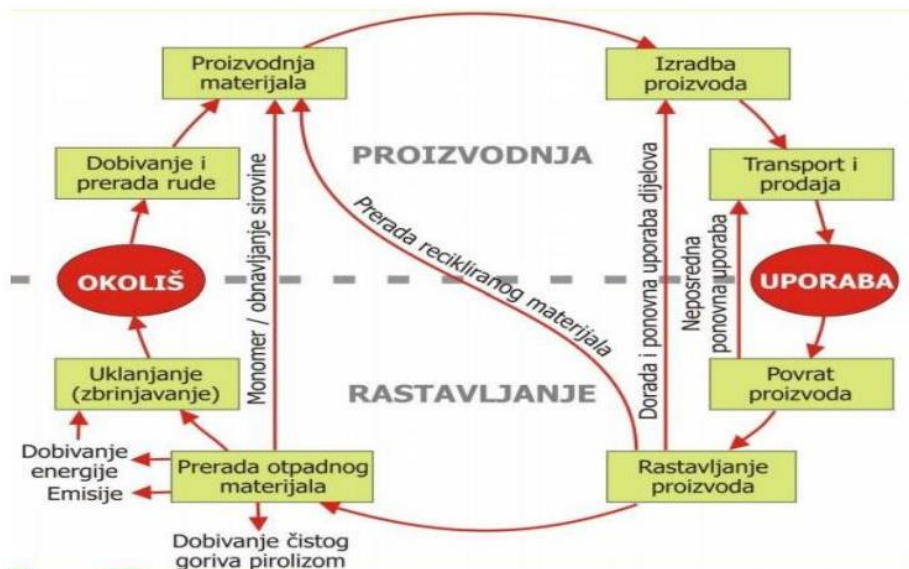 Proizvodnja
materijala
Izradba
proizvoda
Dobivanje i
prerada rude
PROIZVODNJA
Transport i
prodaja
Monomer / obnavljanje sirovine
Prerada recikliranog materijala
Dorada i ponovna uporaba dijelova
Neposredna
ponovna uporaba
OKOLIŠ
UPORABA
Uklanjanje
(zbrinjavanje)
RASTAVLJANJE
Povrat
proizvoda
Dobivanje
energije
Emisije
Prerada otpadnog
materijala
Rastavljanje
proizvoda
Dobivanje čistog
goriva pirolizom